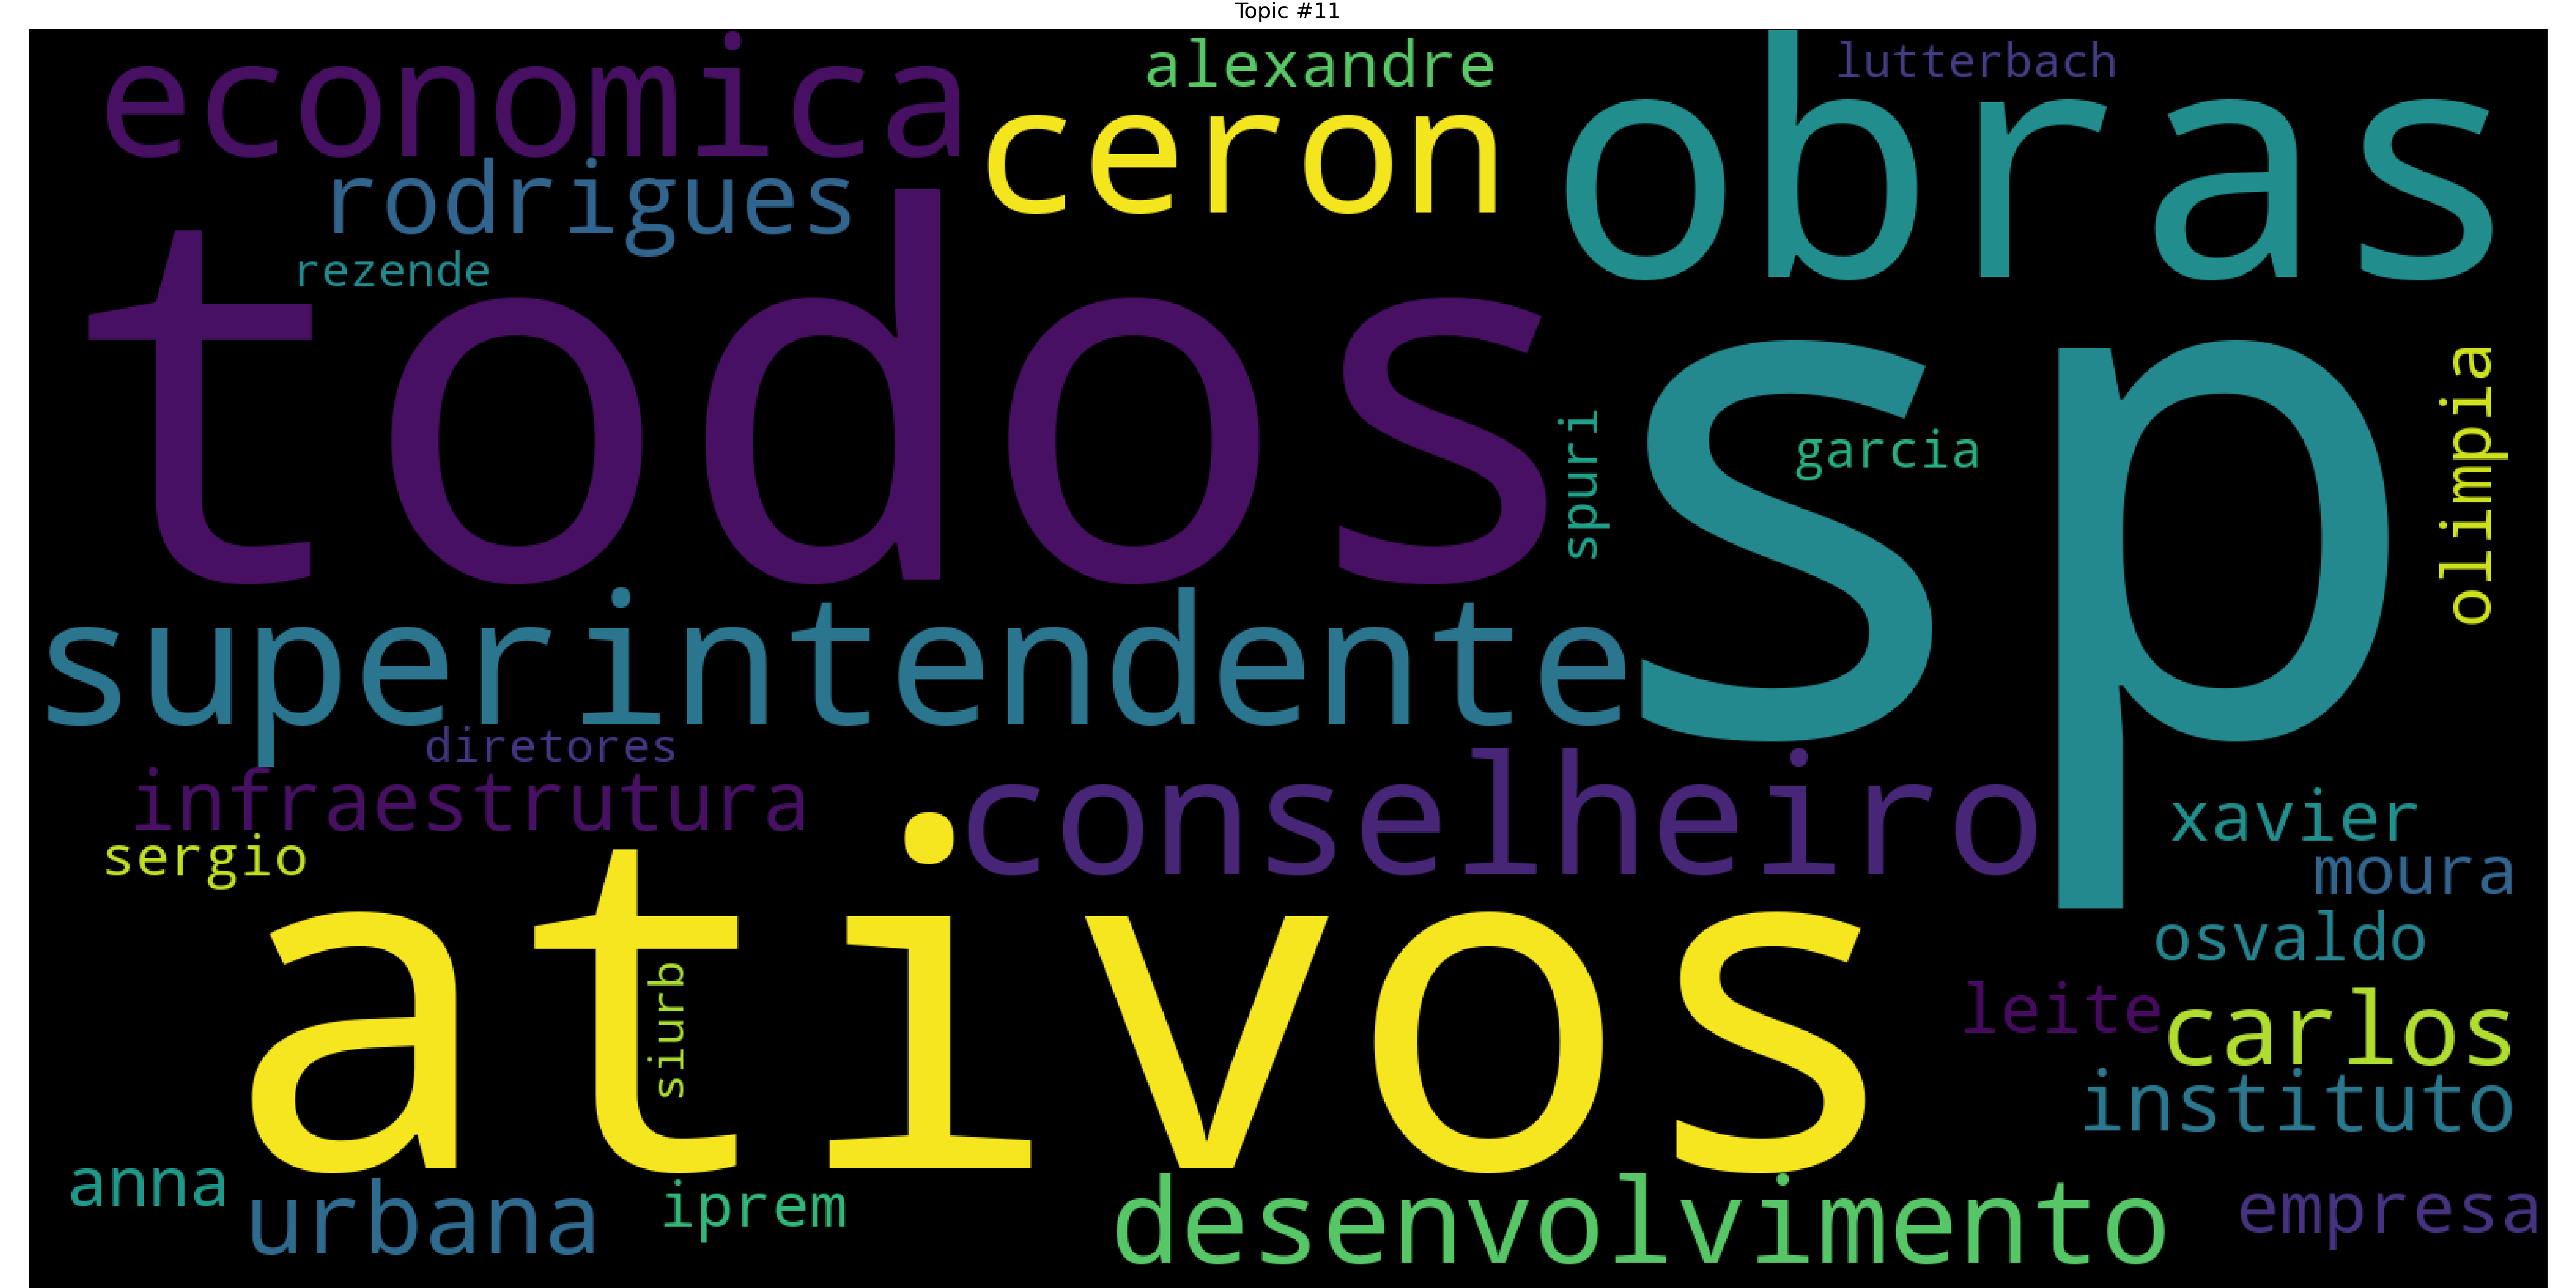 Topic #11
economica
alexandre
lutterbach
ceron
obras
rodrigues
rezende
todos
sp
spuri
garcia
olimpia
superintendente
diretores
conselheiro
infraestrutura
sergio
xavier
moura
ativos
osvaldo
siurb
leite
carlos
instituto
anna
urbana
iprem
desenvolvimento
empresa